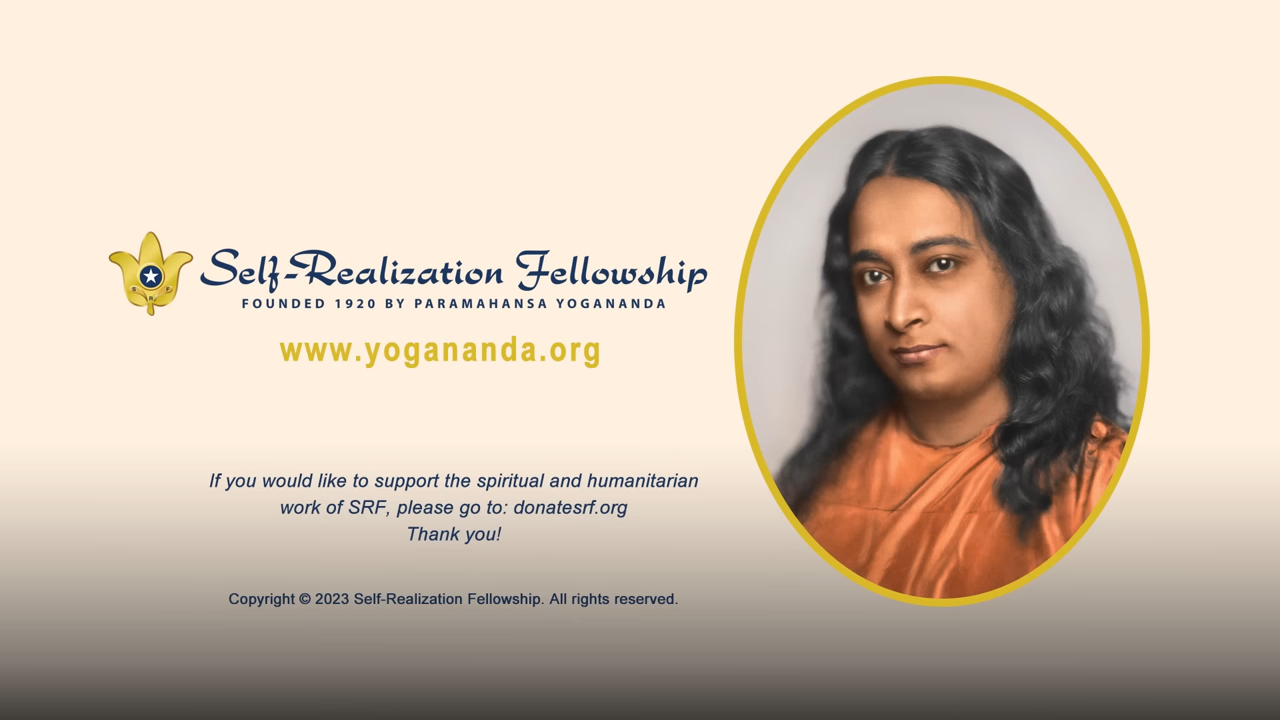 Self-Realization Fellowship
FOUNDED 1920 BY PARAMAHANSA YOGANANDA
www.yogananda.org
If you would like to support the spiritual and humanitarian
work of SRF, please go to: donatesrf.org
Thank you!
Copyright © 2023 Self-Realization Fellowship. All rights reserved.
S F
R